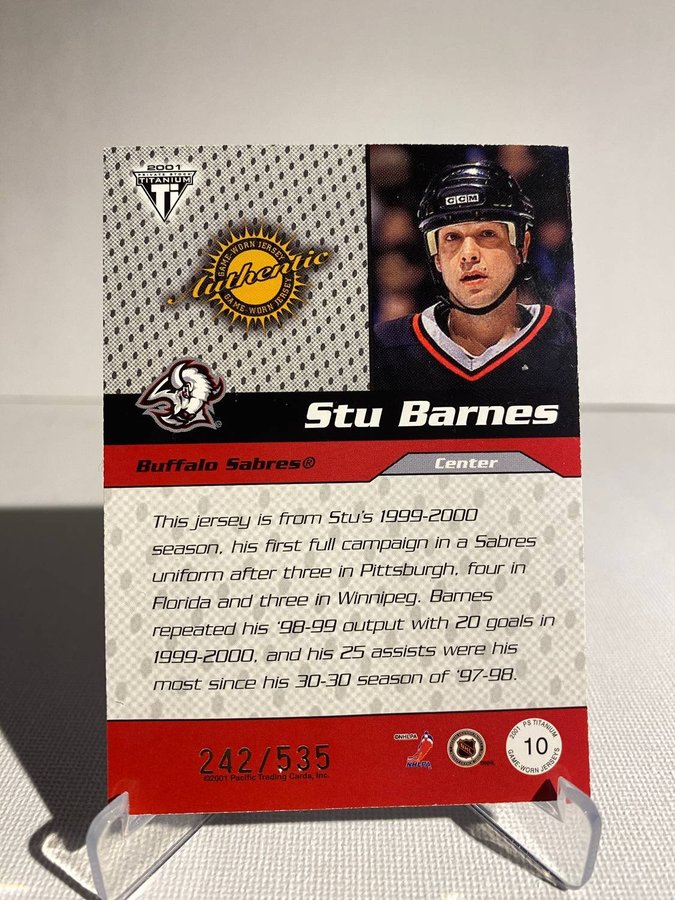 2001
PRIVATE STOCK
TITANIUM
Ti
GAME-WORN JERSEY
Authentic
GAME-WORN JERSEY
CCM
Stu Barnes
Buffalo Sabres®
Center
This jersey is from Stu's 1999-2000
season, his first full campaign in a Sabres
uniform after three in Pittsburgh, four in
Florida and three in Winnipeg. Barnes
repeated his '98-99 output with 20 goals in
1999-2000, and his 25 assists were his
most since his 30-30 season of '97-98.
242/535
©2001 Pacific Trading Cards, Inc.
©NHLPA
NHLPA
2001 PS TITANIUM
10
GAME-WORN JERSEYS